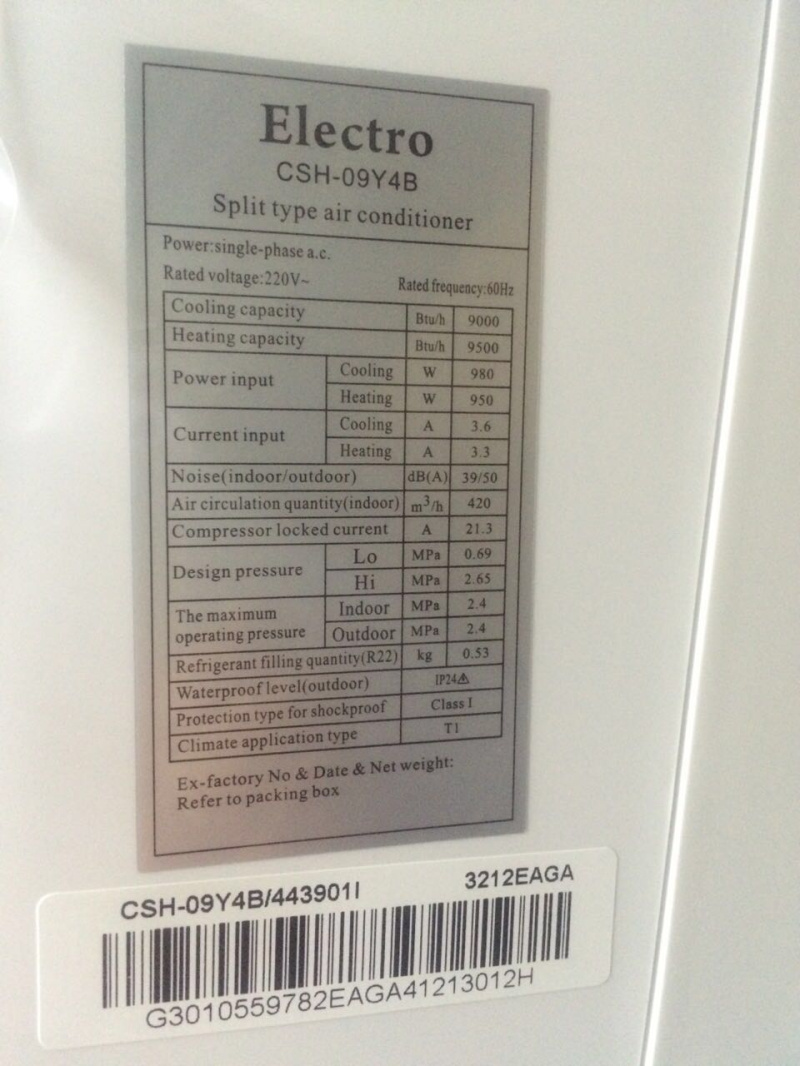 Electro
CSH-09Y4B
Split type air conditioner
Power:single-phase a.c.
Rated voltage:220V~ Rated frequency:60Hz
Cooling capacity Btu/h 9000
Heating capacity Btu/h 9500
Power input Cooling W 980
Heating W 950
Current input Cooling A 3.6
Heating A 3.3
Noise(indoor/outdoor) dB(A) 39/50
Air circulation quantity(indoor) m³/h 420
Compressor locked current A 21.3
Design pressure Lo MPa 0.69
Hi MPa 2.65
The maximum operating pressure Indoor MPa 2.4
Outdoor MPa 2.4
Refrigerant filling quantity(R22) kg 0.53
Waterproof level(outdoor) IP24
Protection type for shockproof Class I
Climate application type T1
Ex-factory No & Date & Net weight:
Refer to packing box
CSH-09Y4B/443901I 3212EAGA
G3010559782EAGA41213012H